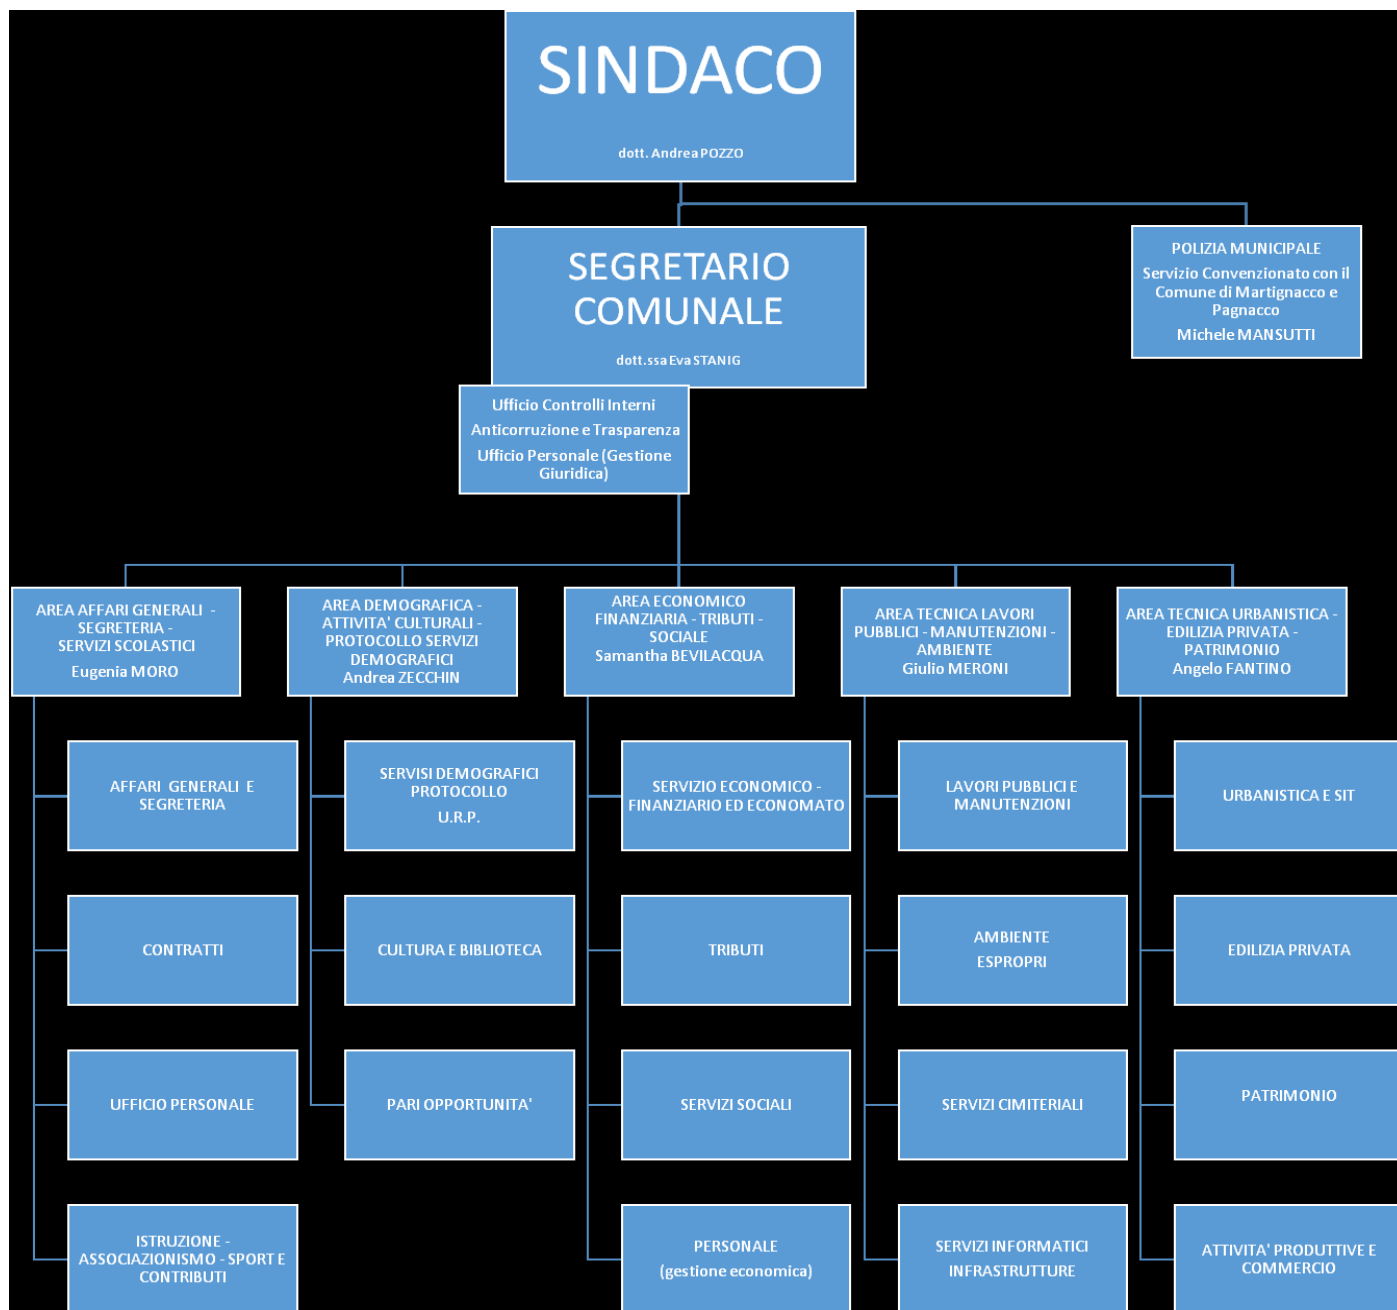 SINDACO
dott. Andrea POZZO
SEGRETARIO
COMUNALE
dott.ssa Eva STANIG
POLIZIA MUNICIPALE
Servizio Convenzionato con il
Comune di Martignacco e
Pagnacco
Michele MANSUTTI
Ufficio Controlli Interni
Anticorruzione e Trasparenza
Ufficio Personale (Gestione
Giuridica)
AREA AFFARI GENERALI -
SEGRETERIA -
SERVIZI SCOLASTICI
Eugenia MORO
AREA DEMOGRAFICA -
ATTIVITA' CULTURALI -
PROTOCOLLO SERVIZI
DEMOGRAFICI
Andrea ZECCHIN
AREA ECONOMICO
FINANZIARIA - TRIBUTI -
SOCIALE
Samantha BEVILACQUA
AREA TECNICA LAVORI
PUBBLICI - MANUTENZIONI -
AMBIENTE
Giulio MERONI
AREA TECNICA URBANISTICA -
EDILIZIA PRIVATA -
PATRIMONIO
Angelo FANTINO
AFFARI GENERALI E
SEGRETERIA
SERVISI DEMOGRAFICI
PROTOCOLLO
U.R.P.
SERVIZIO ECONOMICO -
FINANZIARIO ED ECONOMATO
LAVORI PUBBLICI E
MANUTENZIONI
URBANISTICA E SIT
CONTRATTI
CULTURA E BIBLIOTECA
TRIBUTI
AMBIENTE
ESPROPRI
EDILIZIA PRIVATA
UFFICIO PERSONALE
PARI OPPORTUNITA'
SERVIZI SOCIALI
SERVIZI CIMITERIALI
PATRIMONIO
ISTRUZIONE -
ASSOCIAZIONISMO - SPORT E
CONTRIBUTI
PERSONALE
(gestione economica)
SERVIZI INFORMATICI
INFRASTRUTTURE
ATTIVITA' PRODUTTIVE E
COMMERCIO